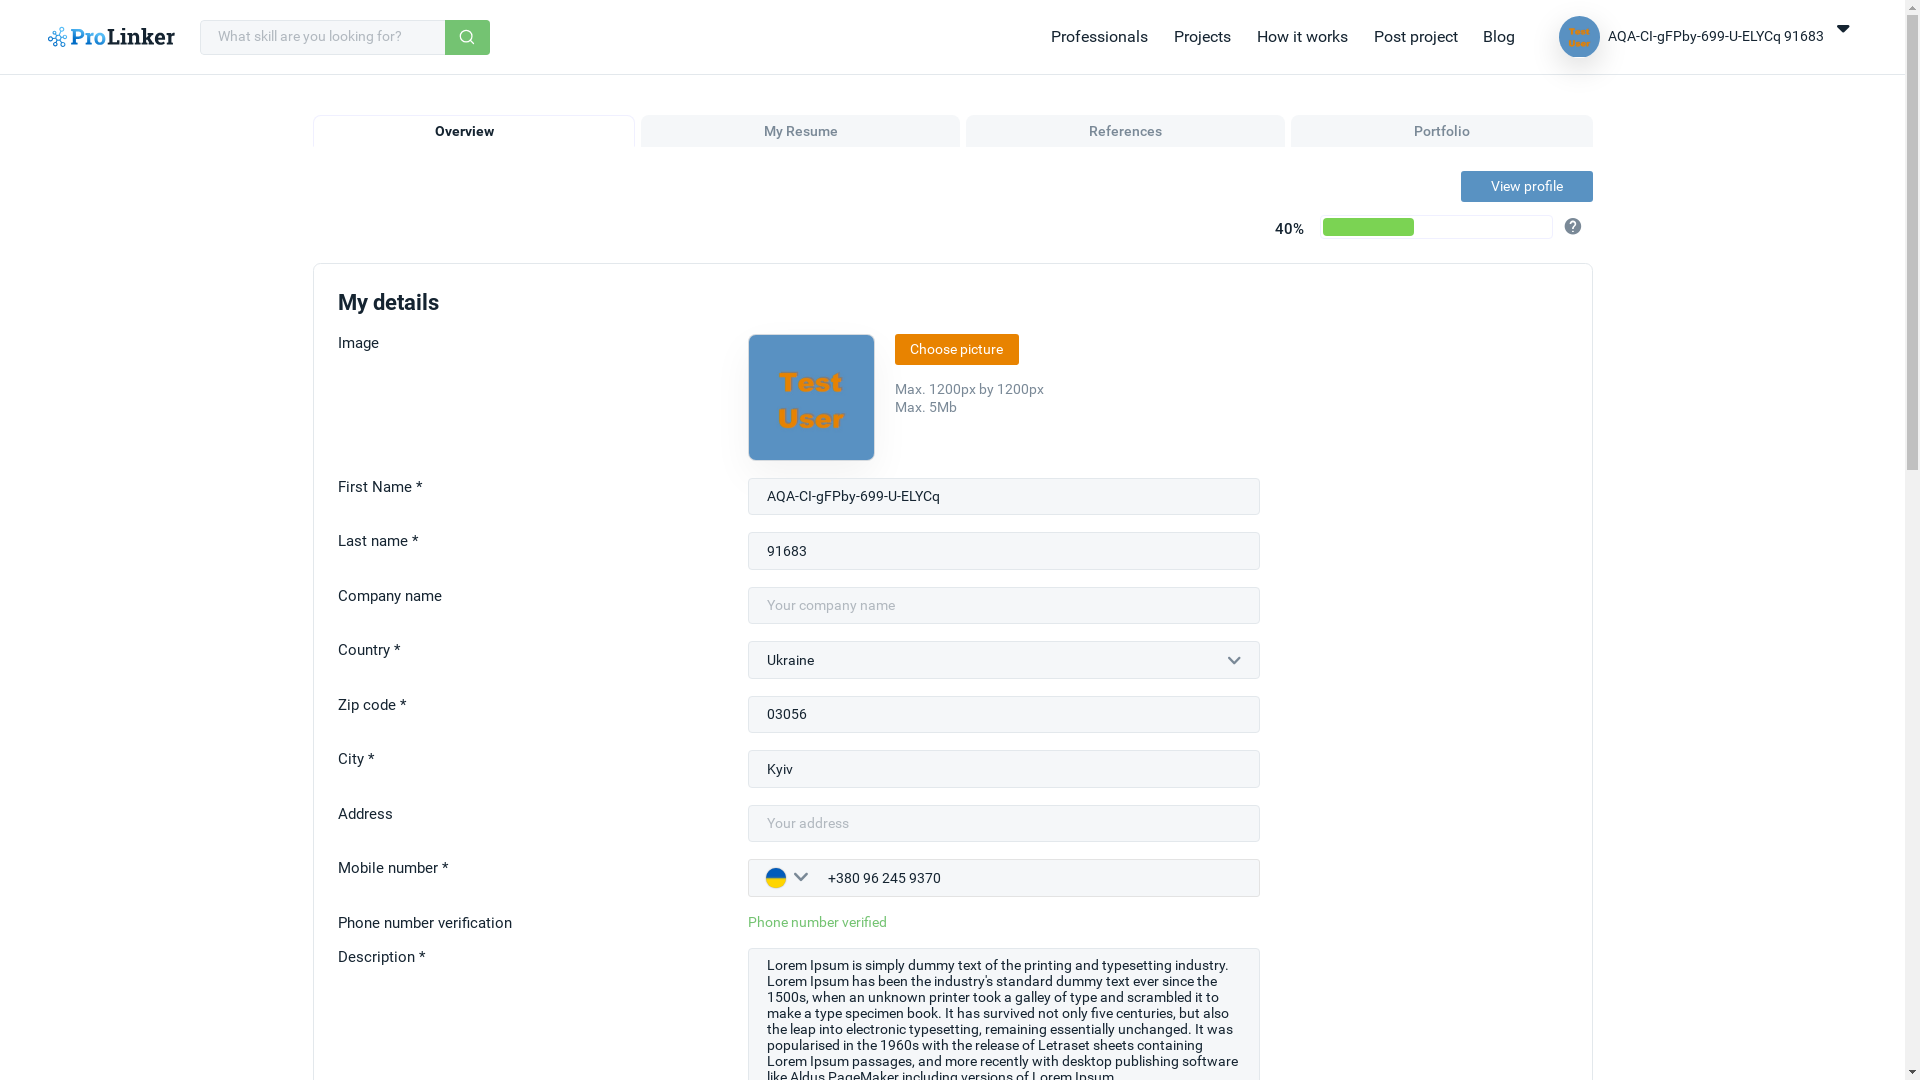 ProLinker
What skill are you looking for?
Professionals
Projects
How it works
Post project
Blog
Test
User
AQA-CI-gFPby-699-U-ELYCq 91683
Overview
My Resume
References
Portfolio
View profile
40%
?
My details
Image
Test
User
Choose picture
Max. 1200px by 1200px
Max. 5Mb
First Name *
AQA-CI-gFPby-699-U-ELYCq
Last name *
91683
Company name
Your company name
Country *
Ukraine
Zip code *
03056
City *
Kyiv
Address
Your address
Mobile number *
+380 96 245 9370
Phone number verification
Phone number verified
Description *
Lorem Ipsum is simply dummy text of the printing and typesetting industry.
Lorem Ipsum has been the industry's standard dummy text ever since the
1500s, when an unknown printer took a galley of type and scrambled it to
make a type specimen book. It has survived not only five centuries, but also
the leap into electronic typesetting, remaining essentially unchanged. It was
popularised in the 1960s with the release of Letraset sheets containing
Lorem Ipsum passages, and more recently with desktop publishing software
like Aldus PageMaker including versions of Lorem Ipsum.